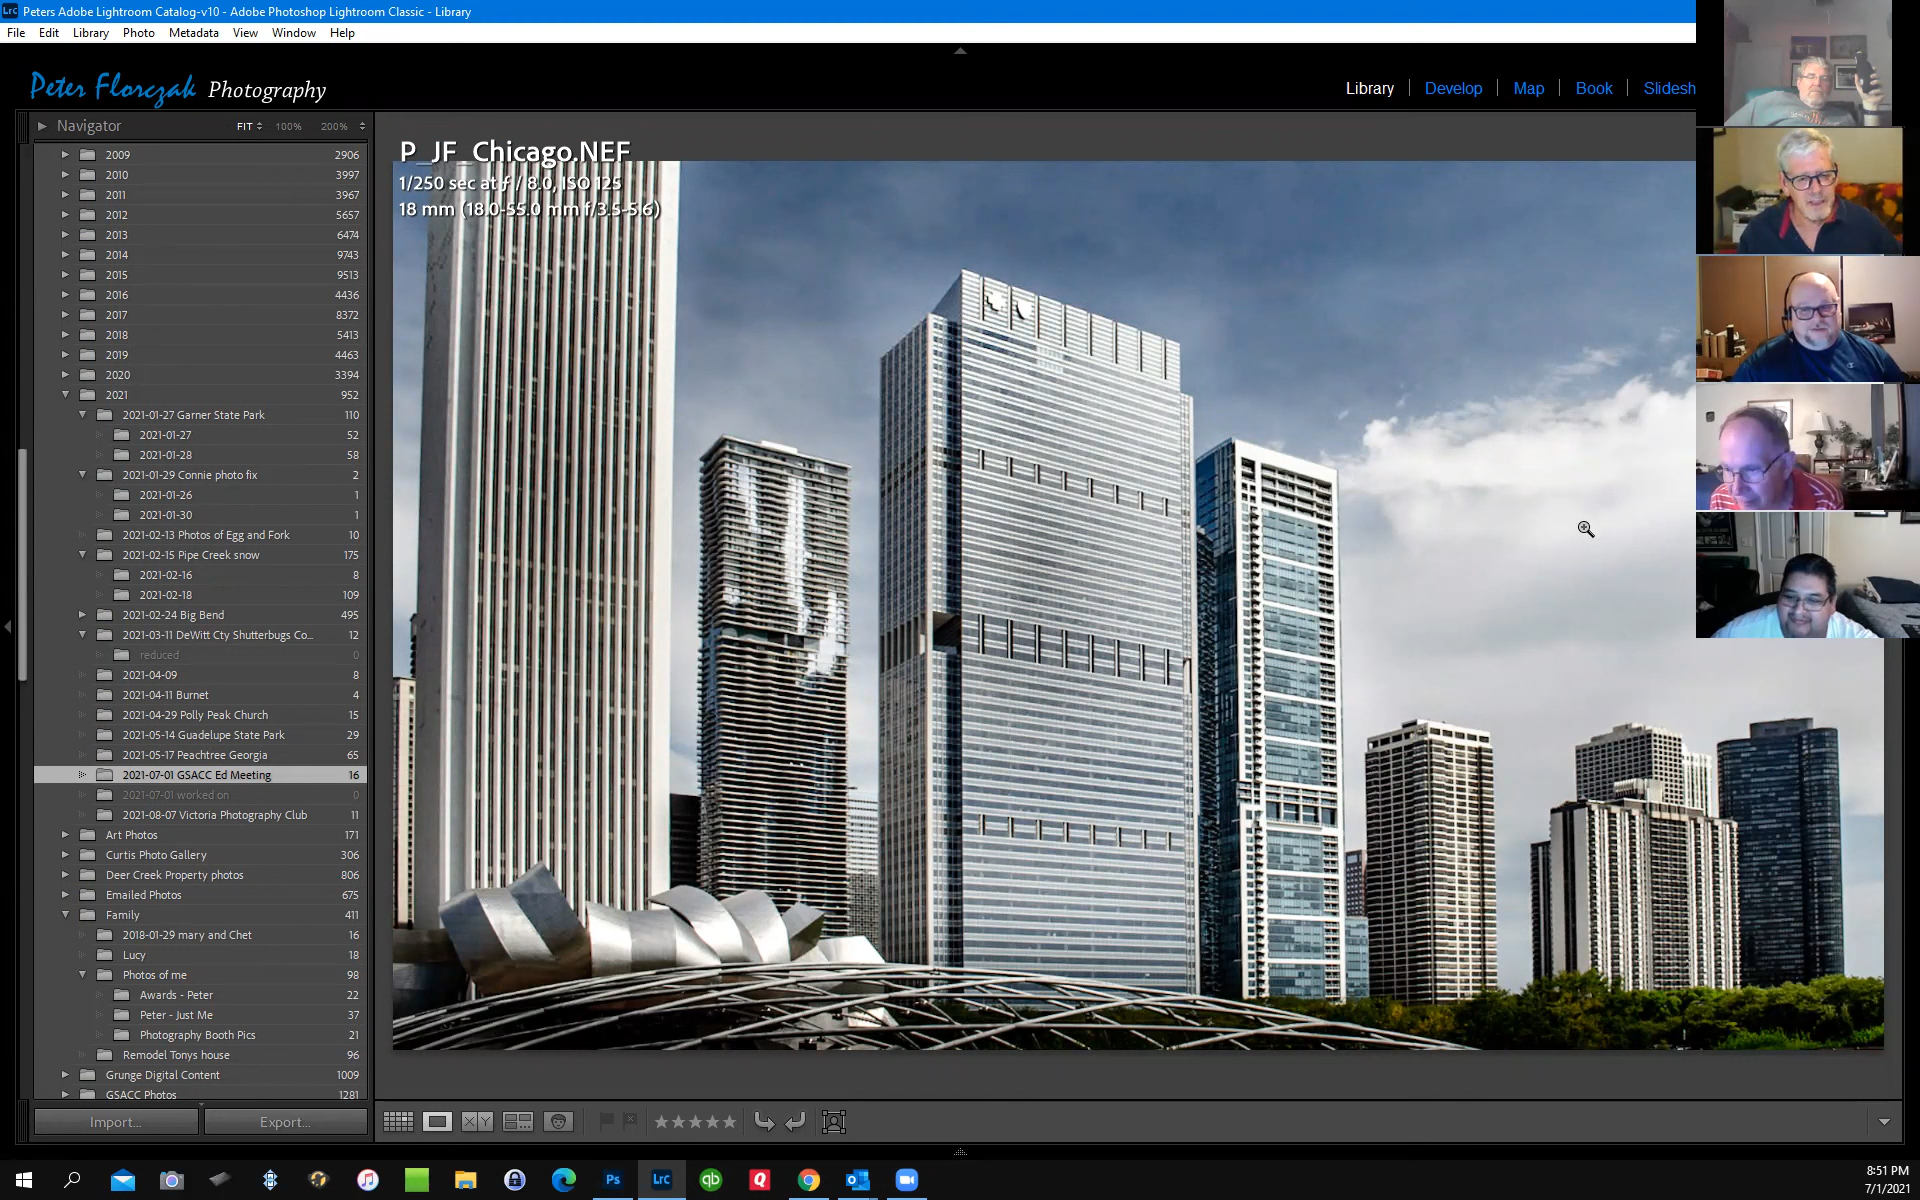 Peters Adobe Lightroom Catalog-v10 - Adobe Photoshop Lightroom Classic - Library
File Edit Library Photo Metadata View Window Help
Peter Florczak Photography
Library | Develop | Map | Book | Slidesh
Navigator FIT 100% 200%
2009 2906
2010 3997
2011 3967
2012 5657
2013 6474
2014 9743
2015 9513
2016 4436
2017 8372
2018 5413
2019 4463
2020 3394
2021 952
2021-01-27 Garner State Park 110
2021-01-27 52
2021-01-28 58
2021-01-29 Connie photo fix 2
2021-01-26 1
2021-01-30 1
2021-02-13 Photos of Egg and Fork 10
2021-02-15 Pipe Creek snow 175
2021-02-16 8
2021-02-18 109
2021-02-24 Big Bend 495
2021-03-11 DeWitt Cty Shutterbugs Co... 12
reduced 0
2021-04-09 8
2021-04-11 Burnet 4
2021-04-29 Polly Peak Church 15
2021-05-14 Guadelupe State Park 29
2021-05-17 Peachtree Georgia 65
2021-07-01 GSACC Ed Meeting 16
2021-07-01 worked on 0
2021-08-07 Victoria Photography Club 11
Art Photos 171
Curtis Photo Gallery 306
Deer Creek Property photos 806
Emailed Photos 675
Family 411
2018-01-29 mary and Chet 16
Lucy 18
Photos of me 98
Awards - Peter 22
Peter - Just Me 37
Photography Booth Pics 21
Remodel Tonys house 96
Grunge Digital Content 1009
GSACC Photos 1281
Import... Export...
P_JF_Chicago.NEF
1/250 sec at f / 8.0, ISO 125
18 mm (18.0-55.0 mm f/3.5-5.6)
X Y
Ps Lrc qb Q
8:51 PM
7/1/2021